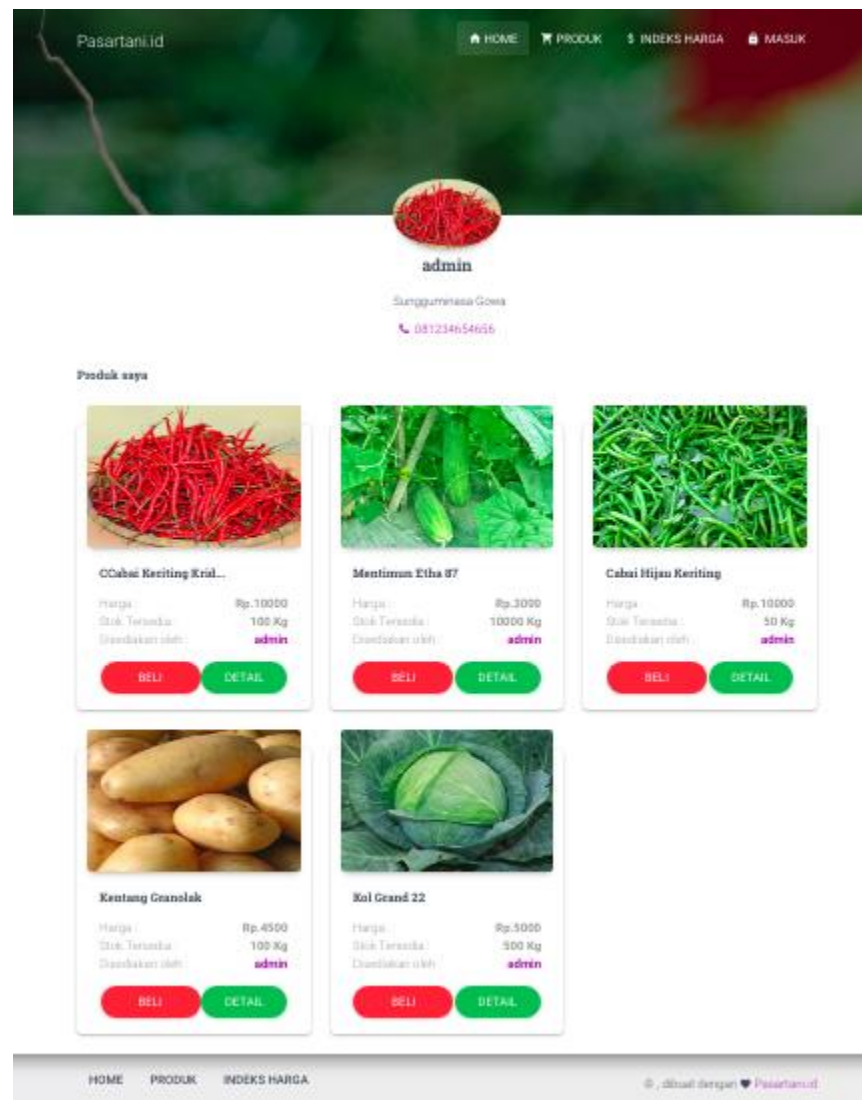 Pasartani.id
HOME PRODUK $ INDEKS HARGA MASUK
admin
Sungguminasa Gowa
081234654656
Produk saya
CCabai Keriting Krid...
Harga : Rp.10000
Stok Tersedia : 100 Kg
Disediakan oleh : admin
BELI DETAIL
Mentimun Etha 87
Harga : Rp.3000
Stok Tersedia : 10000 Kg
Disediakan oleh : admin
BELI DETAIL
Cabai Hijau Keriting
Harga : Rp.10000
Stok Tersedia : 50 Kg
Disediakan oleh : admin
BELI DETAIL
Kentang Granolak
Harga : Rp.4500
Stok Tersedia : 100 Kg
Disediakan oleh : admin
BELI DETAIL
Kol Grand 22
Harga : Rp.5000
Stok Tersedia : 500 Kg
Disediakan oleh : admin
BELI DETAIL
HOME PRODUK INDEKS HARGA
© , dibuat dengan ♥ Pasartani.id